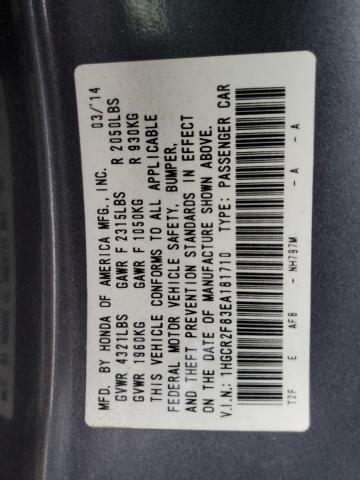 MFD. BY HONDA OF AMERICA MFG., INC. 03/'14
GVWR 4321LBS GAWR F 2315LBS R 2050LBS
GVWR 1960KG GAWR F 1050KG R 930KG
THIS VEHICLE CONFORMS TO ALL APPLICABLE
FEDERAL MOTOR VEHICLE SAFETY, BUMPER,
AND THEFT PREVENTION STANDARDS IN EFFECT
ON THE DATE OF MANUFACTURE SHOWN ABOVE.
V.I.N.: 1HGCR2F83EA181710 TYPE: PASSENGER CAR
T2F E AF8 - NH797M - A - A